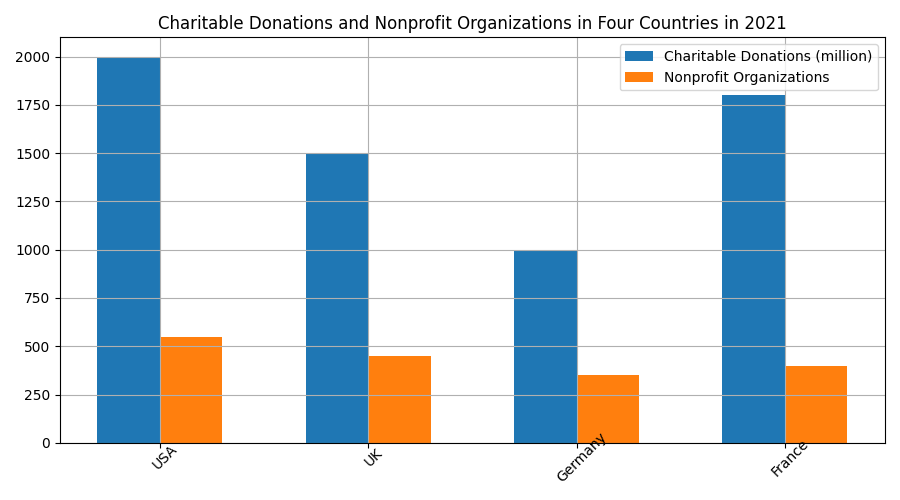 Charitable Donations and Nonprofit Organizations in Four Countries in 2021
Charitable Donations (million)
Nonprofit Organizations
2000
1750
1500
1250
1000
750
500
250
0
USA
UK
Germany
France